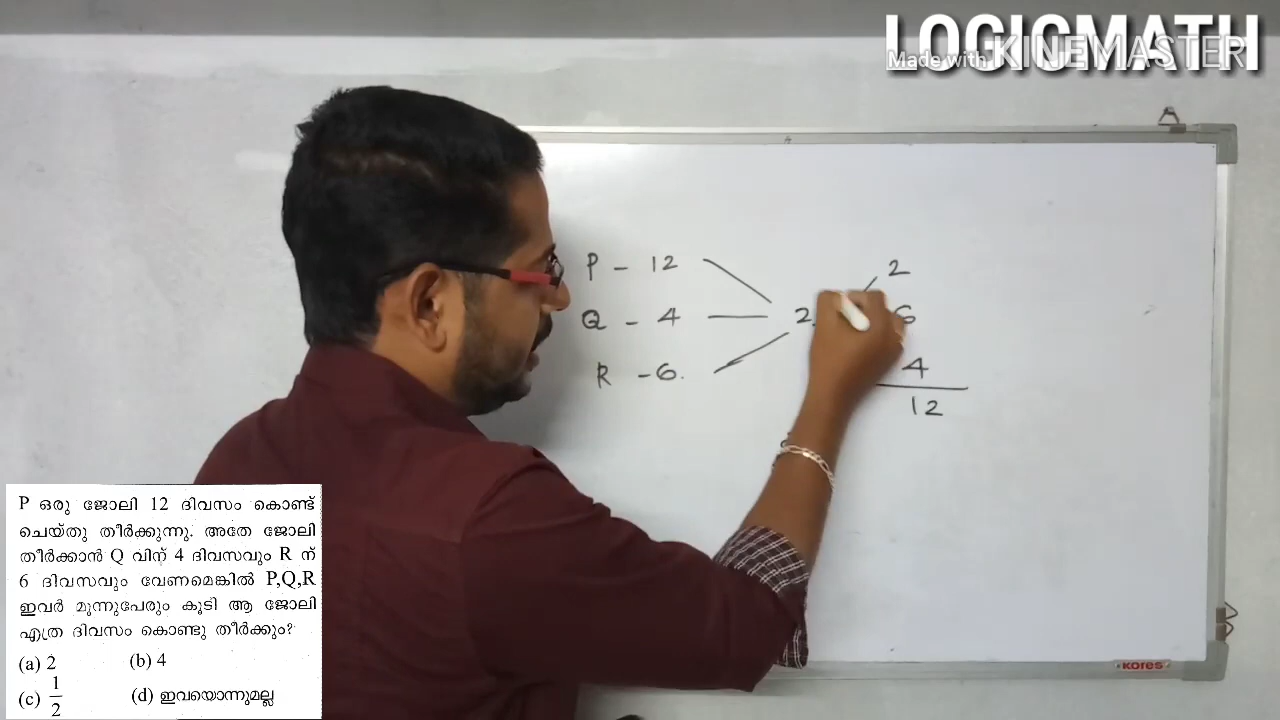 LOGICMATH
Made with KINEMASTER
P - 12
2
Q - 4
2
6
R - 6.
4
12
P ഒരു ജോലി 12 ദിവസം കൊണ്ട്
ചെയ്തു തീർക്കുന്നു. അതേ ജോലി
തീർക്കാൻ Q വിന് 4 ദിവസവും R ന്
6 ദിവസവും വേണമെങ്കിൽ P,Q,R
ഇവർ മുന്നുപേരും കൂടി ആ ജോലി
എത്ര ദിവസം കൊണ്ടു തീർക്കും?
(a) 2 (b) 4
(c) 1/2 (d) ഇവയൊന്നുമല്ല
KORES